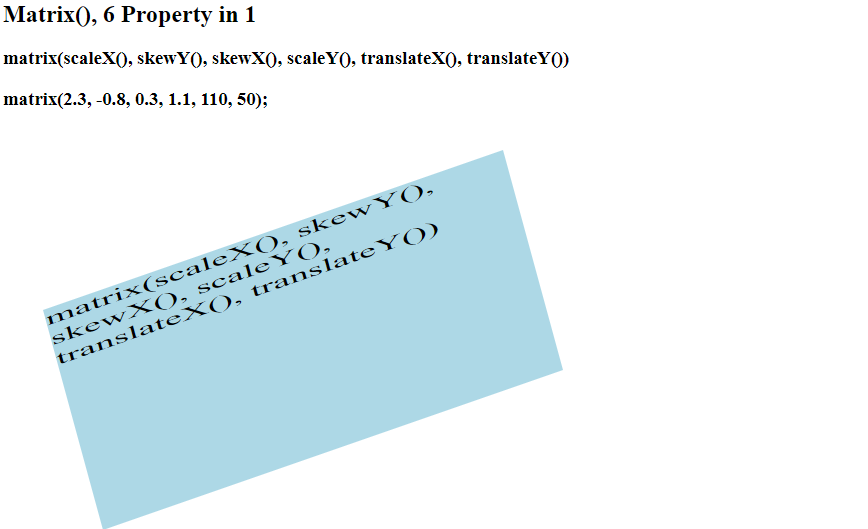 Matrix(), 6 Property in 1
matrix(scaleX(), skewY(), skewX(), scaleY(), translateX(), translateY())
matrix(2.3, -0.8, 0.3, 1.1, 110, 50);
matrix(scaleX(), skewY(),
skewX(), scaleY(),
translateX(), translateY())